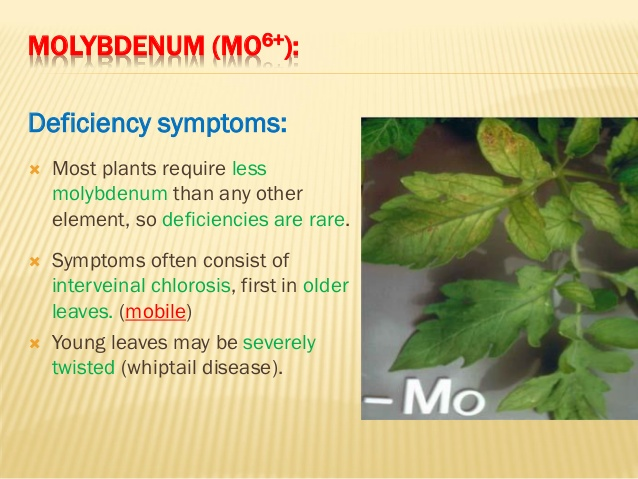 MOLYBDENUM (MO6+):
Deficiency symptoms:
Most plants require less
molybdenum than any other
element, so deficiencies are rare.
Symptoms often consist of
interveinal chlorosis, first in older
leaves. (mobile)
Young leaves may be severely
twisted (whiptail disease).
– Mo